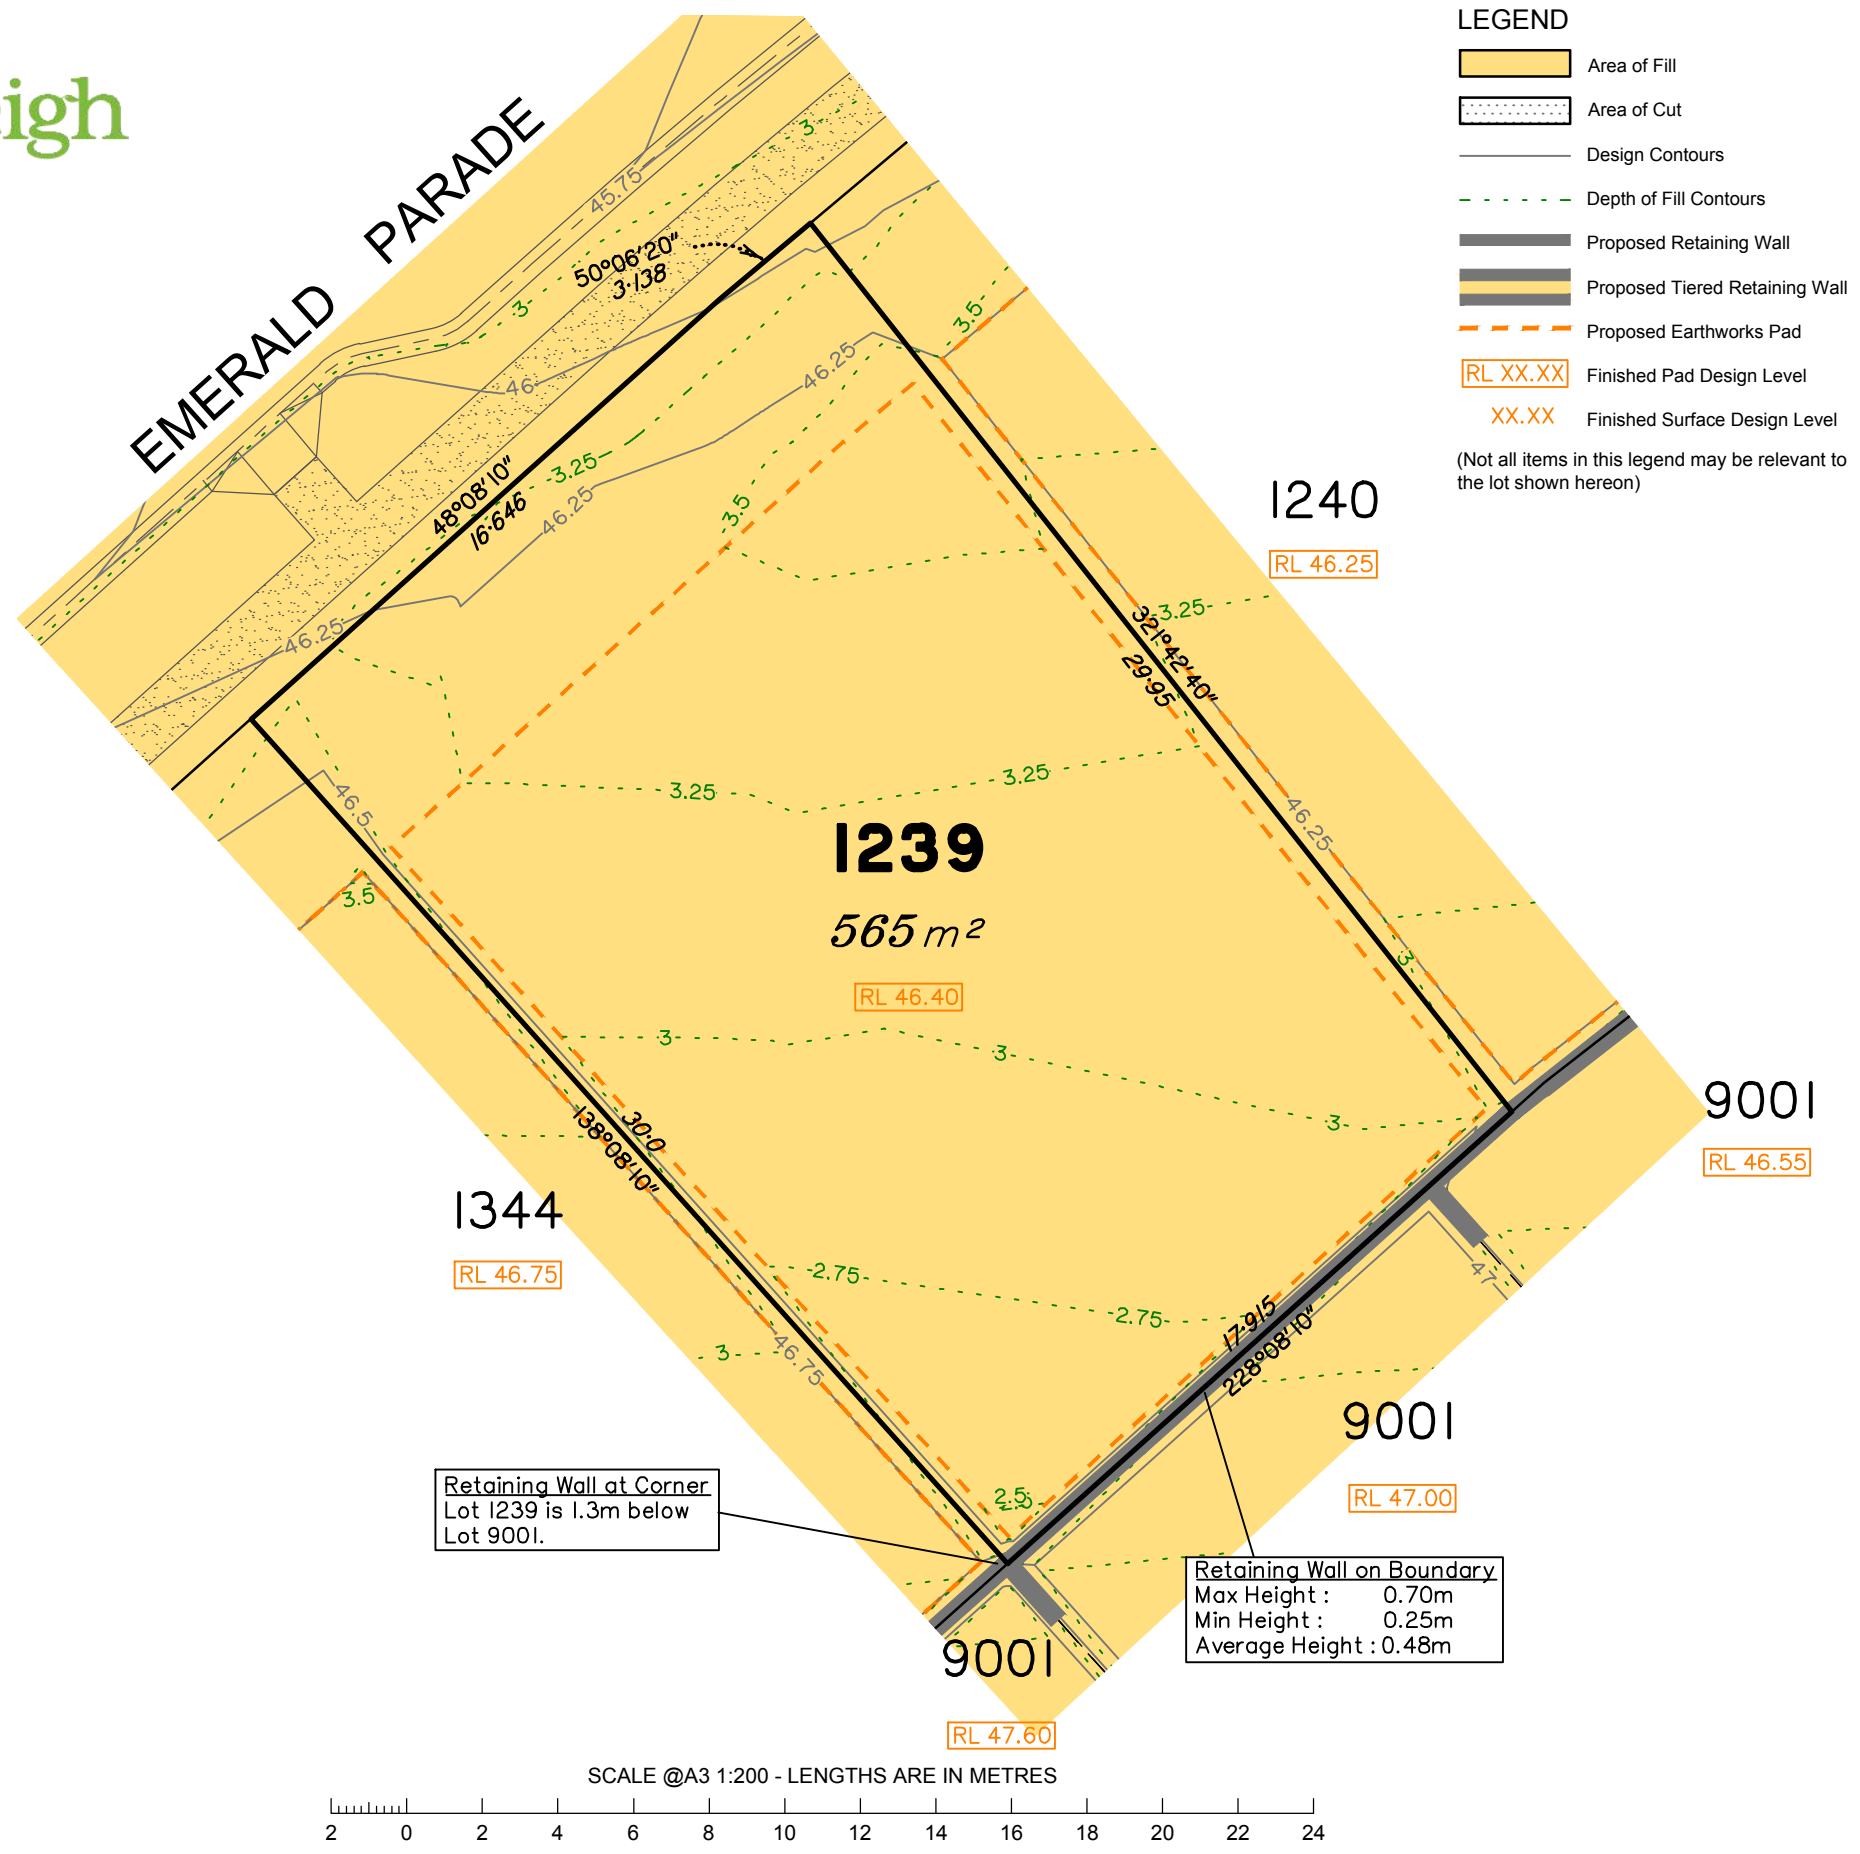 igh
EMERALD PARADE
LEGEND
Area of Fill
Area of Cut
Design Contours
Depth of Fill Contours
Proposed Retaining Wall
Proposed Tiered Retaining Wall
Proposed Earthworks Pad
RL XX.XX Finished Pad Design Level
XX.XX Finished Surface Design Level
(Not all items in this legend may be relevant to
the lot shown hereon)
3
45.75
50°06'20"
3·138
3
46
46.25
3.5
48°08'10"
16·646
3.25
46.25
3.5
46.25
1240
RL 46.25
3.25
321°42'40"
29·95
46.5
3.25
3.25
46.25
1239
565 m²
RL 46.40
3.5
3
3
3
3
9001
RL 46.55
30·0
138°08'10"
1344
RL 46.75
2.75
2.75
47
3
46.75
17·915
228°08'10"
9001
RL 47.00
2.5
Retaining Wall at Corner
Lot 1239 is 1.3m below
Lot 9001.
Retaining Wall on Boundary
Max Height : 0.70m
Min Height : 0.25m
Average Height : 0.48m
9001
RL 47.60
SCALE @A3 1:200 - LENGTHS ARE IN METRES
2 0 2 4 6 8 10 12 14 16 18 20 22 24